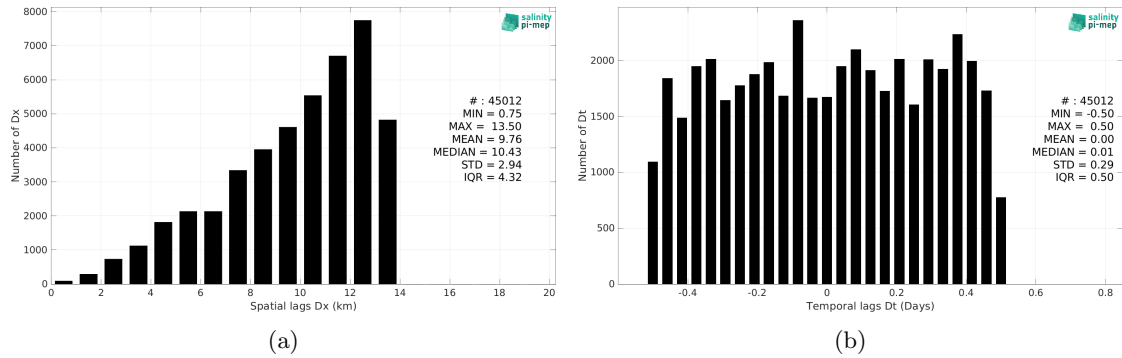 8000
7000
6000
5000
4000
3000
2000
1000
0
Number of Dx
0 2 4 6 8 10 12 14 16 18 20
Spatial lags Dx (km)
salinity
pi-mep
# : 45012
MIN = 0.75
MAX = 13.50
MEAN = 9.76
MEDIAN = 10.43
STD = 2.94
IQR = 4.32
(a)
2000
1500
1000
500
0
Number of Dt
-0.4 -0.2 0 0.2 0.4 0.6 0.8
Temporal lags Dt (Days)
salinity
pi-mep
# : 45012
MIN = -0.50
MAX = 0.50
MEAN = 0.00
MEDIAN = 0.01
STD = 0.29
IQR = 0.50
(b)